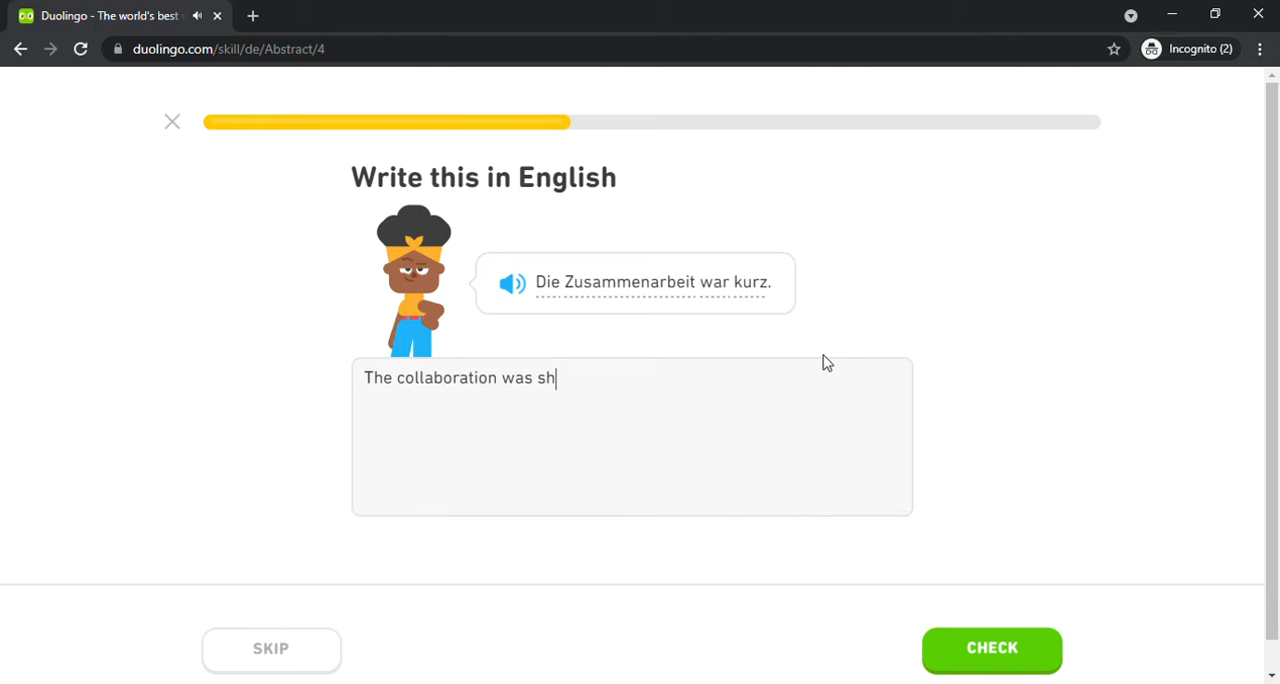 Duolingo - The world's best
duolingo.com/skill/de/Abstract/4
Incognito (2)
Write this in English
Die Zusammenarbeit war kurz.
The collaboration was sh
SKIP
CHECK